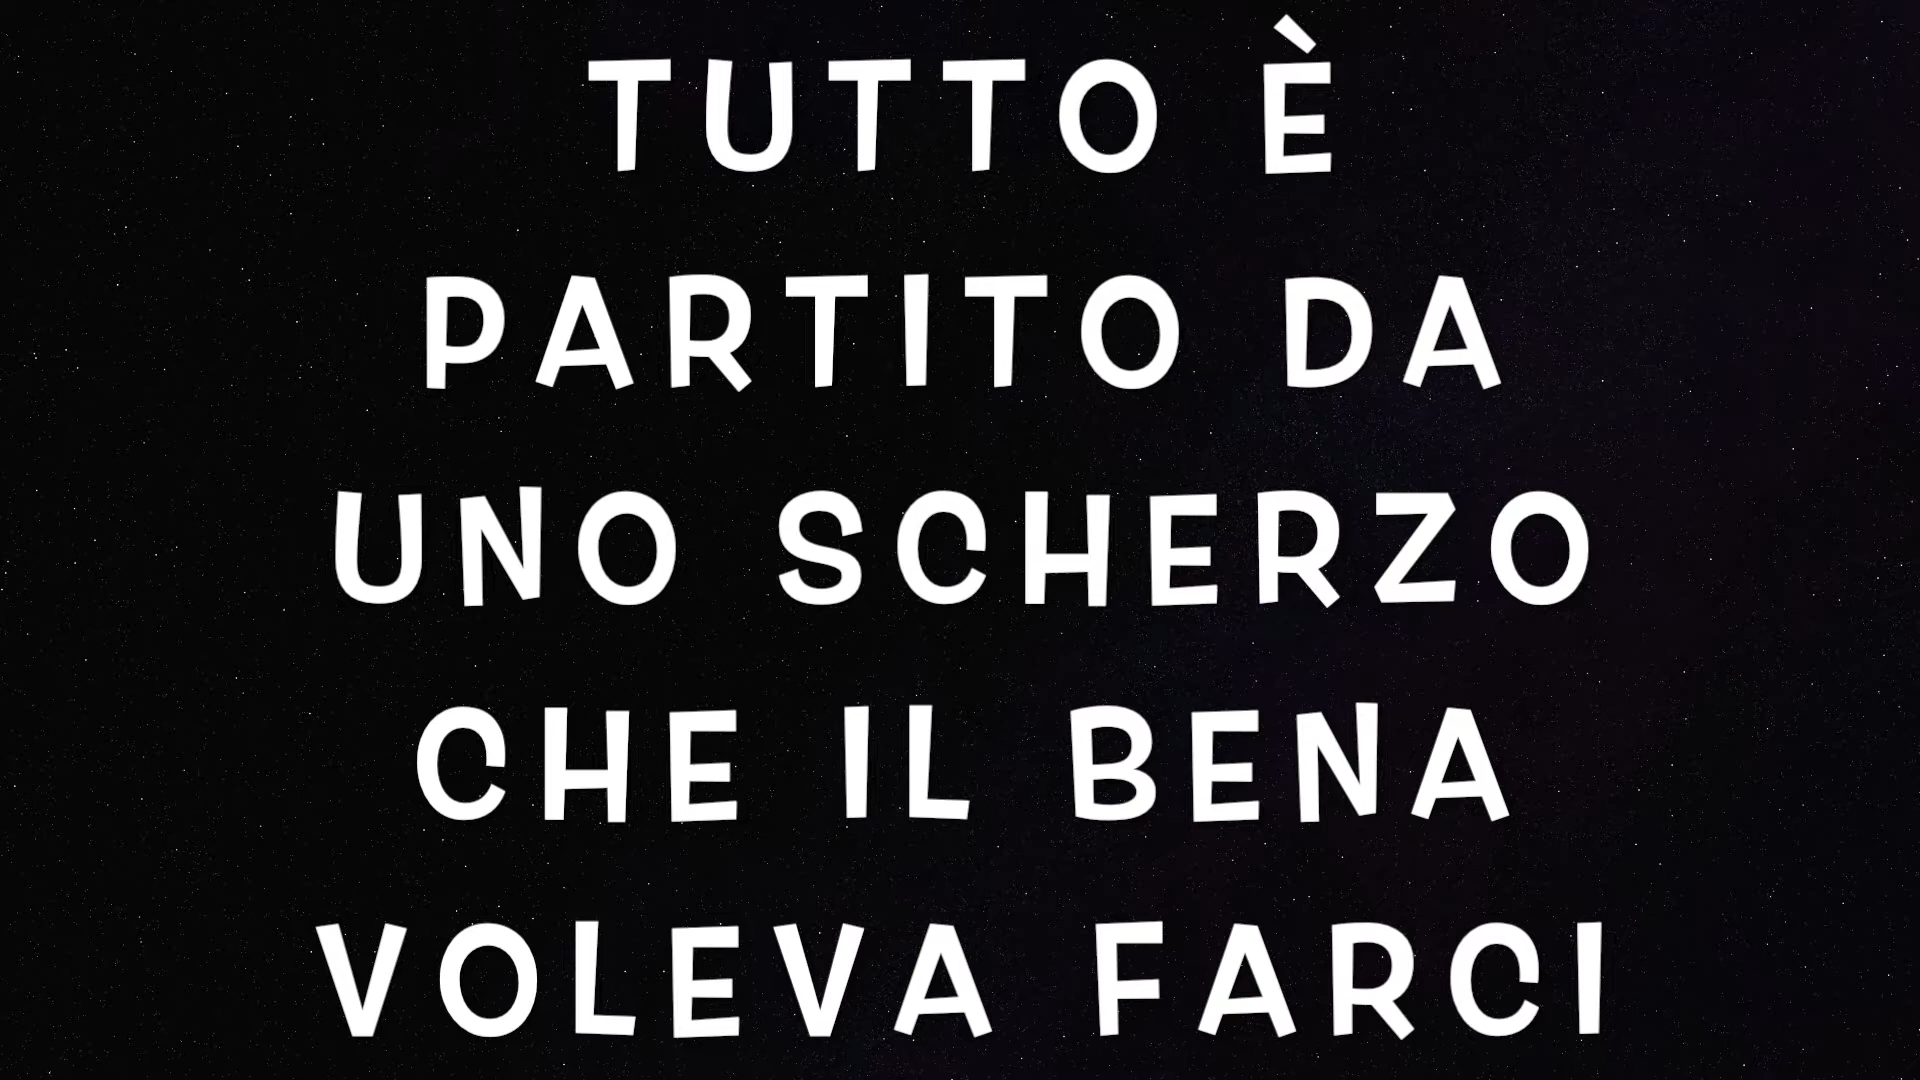 TUTTO È
PARTITO DA
UNO SCHERZO
CHE IL BENA
VOLEVA FARCI